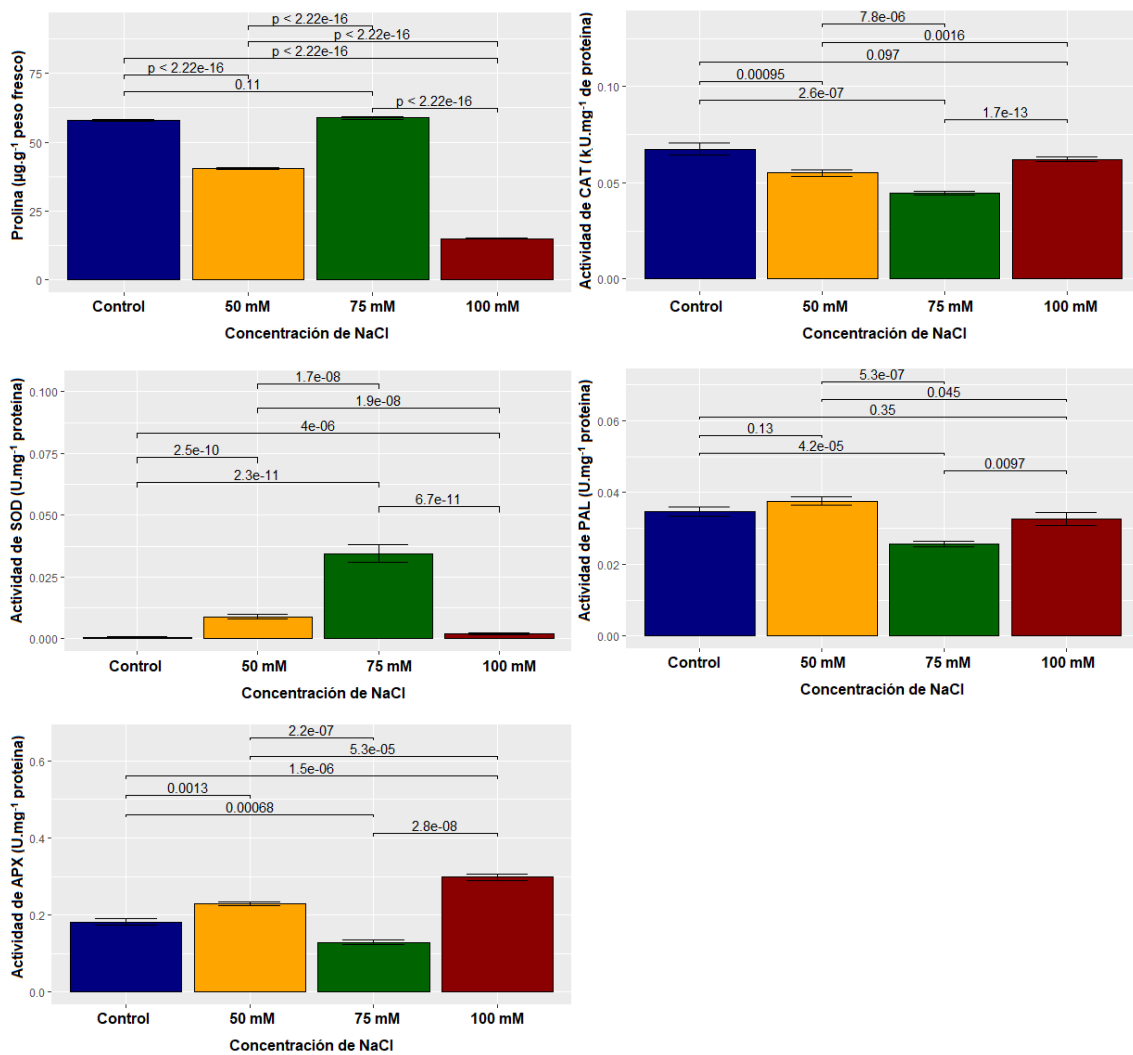 Prolina (µg.g⁻¹ peso fresco)
75
50
25
0
p < 2.22e-16
p < 2.22e-16
p < 2.22e-16
p < 2.22e-16
0.11
p < 2.22e-16
Control
50 mM
75 mM
100 mM
Concentración de NaCl
Actividad de CAT (kU.mg⁻¹ de proteína)
0.10
0.05
0.00
7.8e-06
0.0016
0.097
0.00095
2.6e-07
1.7e-13
Control
50 mM
75 mM
100 mM
Concentración de NaCl
Actividad de SOD (U.mg⁻¹ proteína)
0.100
0.075
0.050
0.025
0.000
1.7e-08
1.9e-08
4e-06
2.5e-10
2.3e-11
6.7e-11
Control
50 mM
75 mM
100 mM
Concentración de NaCl
Actividad de PAL (U.mg⁻¹ proteína)
0.06
0.04
0.02
0.00
5.3e-07
0.045
0.35
0.13
4.2e-05
0.0097
Control
50 mM
75 mM
100 mM
Concentración de NaCl
Actividad de APX (U.mg⁻¹ proteína)
0.6
0.4
0.2
0.0
2.2e-07
5.3e-05
1.5e-06
0.0013
0.00068
2.8e-08
Control
50 mM
75 mM
100 mM
Concentración de NaCl